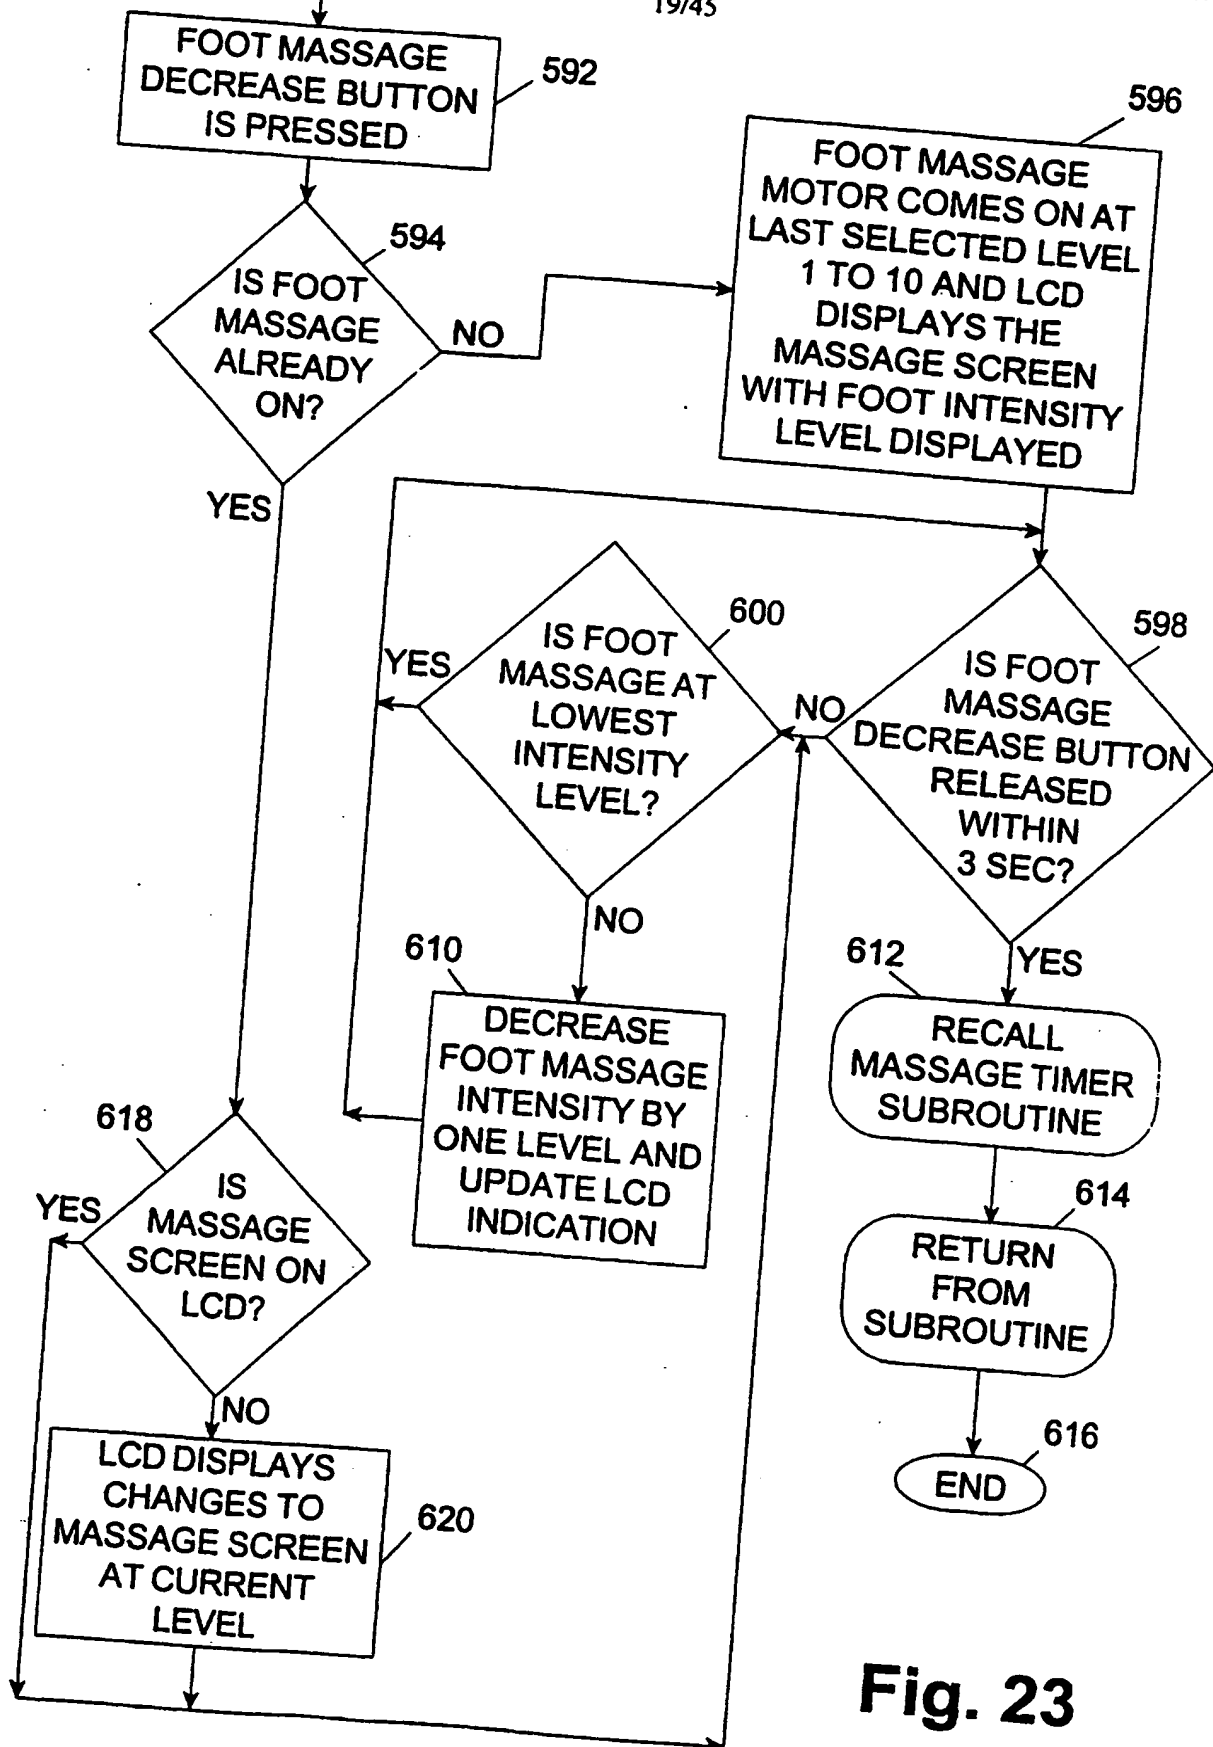 19/45
FOOT MASSAGE
DECREASE BUTTON
IS PRESSED
592
594
IS FOOT
MASSAGE
ALREADY
ON?
NO
YES
596
FOOT MASSAGE
MOTOR COMES ON AT
LAST SELECTED LEVEL
1 TO 10 AND LCD
DISPLAYS THE
MASSAGE SCREEN
WITH FOOT INTENSITY
LEVEL DISPLAYED
598
IS FOOT
MASSAGE
DECREASE BUTTON
RELEASED
WITHIN
3 SEC?
NO
YES
600
IS FOOT
MASSAGE AT
LOWEST
INTENSITY
LEVEL?
YES
NO
610
DECREASE
FOOT MASSAGE
INTENSITY BY
ONE LEVEL AND
UPDATE LCD
INDICATION
612
RECALL
MASSAGE TIMER
SUBROUTINE
614
RETURN
FROM
SUBROUTINE
616
END
618
IS
MASSAGE
SCREEN ON
LCD?
YES
NO
LCD DISPLAYS
CHANGES TO
MASSAGE SCREEN
AT CURRENT
LEVEL
620
Fig. 23